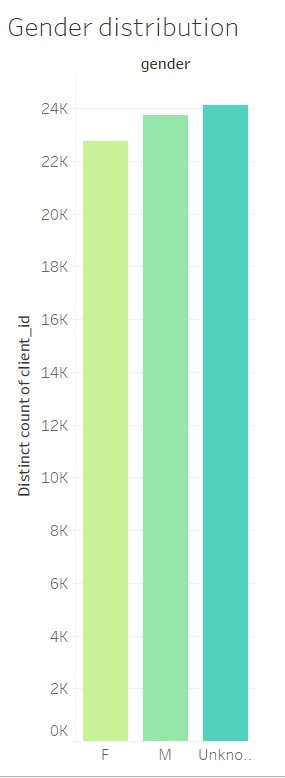 Gender distribution
gender
Distinct count of client_id
24K
22K
20K
18K
16K
14K
12K
10K
8K
6K
4K
2K
0K
F M Unkno..